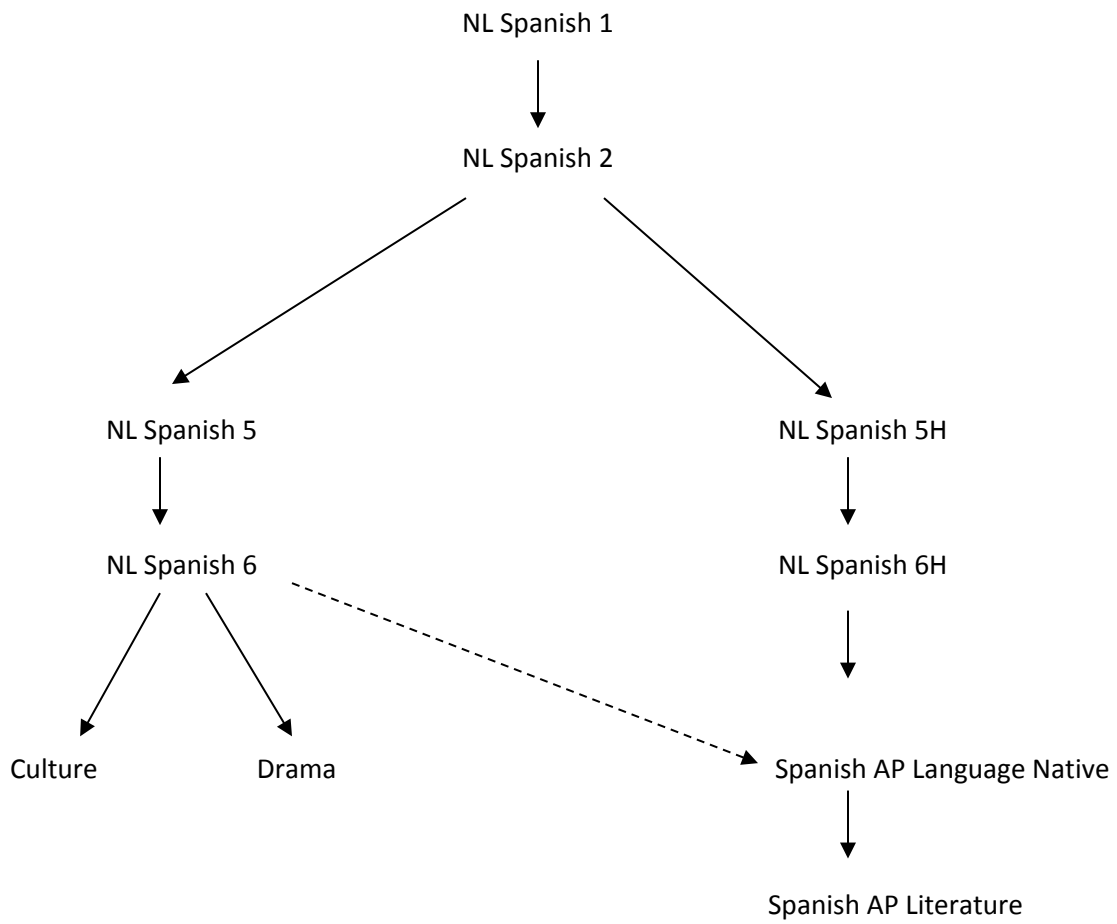 NL Spanish 1
NL Spanish 2
NL Spanish 5
NL Spanish 5H
NL Spanish 6
NL Spanish 6H
Culture
Drama
Spanish AP Language Native
Spanish AP Literature